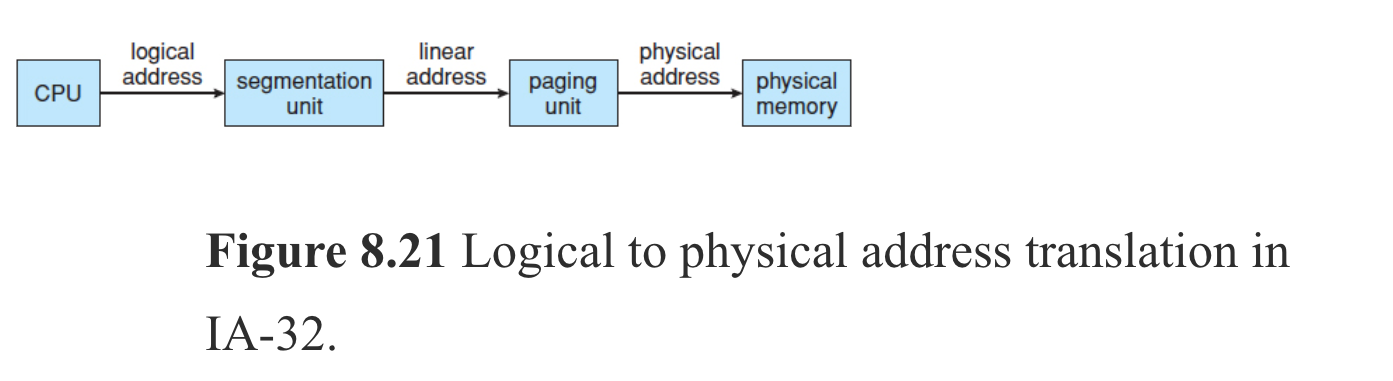 logical
address
linear
address
physical
address
CPU
segmentation
unit
paging
unit
physical
memory
Figure 8.21 Logical to physical address translation in
IA-32.